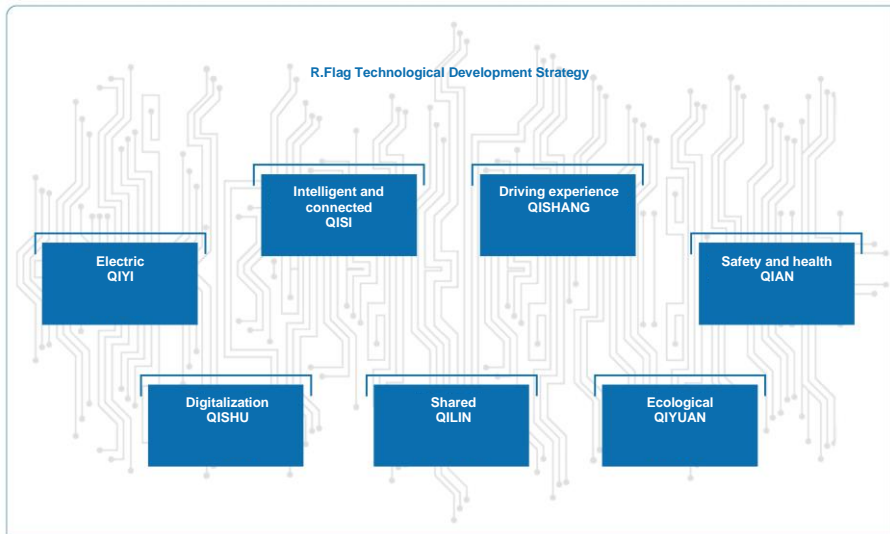 R.Flag Technological Development Strategy
Intelligent and
connected
QISI
Driving experience
QISHANG
Electric
QIYI
Safety and health
QIAN
Digitalization
QISHU
Shared
QILIN
Ecological
QIYUAN